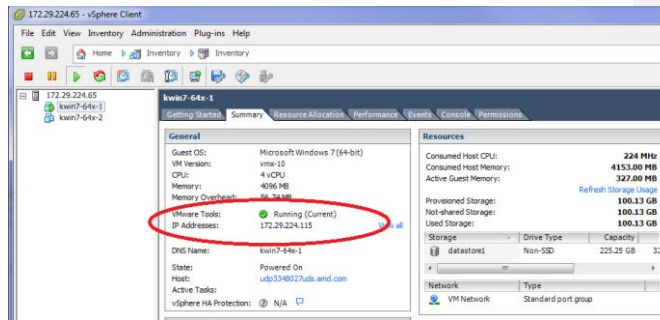 172.29.224.65 - vSphere Client
File Edit View Inventory Administration Plug-ins Help
Home Inventory Inventory
172.29.224.65
kwin7-64x-1
kwin7-64x-2
kwin7-64x-1
Getting Started Summary Resource Allocation Performance Events Console Permissions
General
Guest OS: Microsoft Windows 7 (64-bit)
VM Version: vmx-10
CPU: 4 vCPU
Memory: 4096 MB
Memory Overhead: 56.74 MB
VMware Tools: Running (Current)
IP Addresses: 172.29.224.115 View all
DNS Name: kwin7-64x-1
State: Powered On
Host: udp3348027uds.amd.com
Active Tasks:
vSphere HA Protection: N/A
Resources
Consumed Host CPU: 224 MHz
Consumed Host Memory: 4153.00 MB
Active Guest Memory: 327.00 MB
Refresh Storage Usage
Provisioned Storage: 100.13 GB
Not-shared Storage: 100.13 GB
Used Storage: 100.13 GB
Storage Drive Type Capacity
datastore1 Non-SSD 225.25 GB
Network Type
VM Network Standard port group